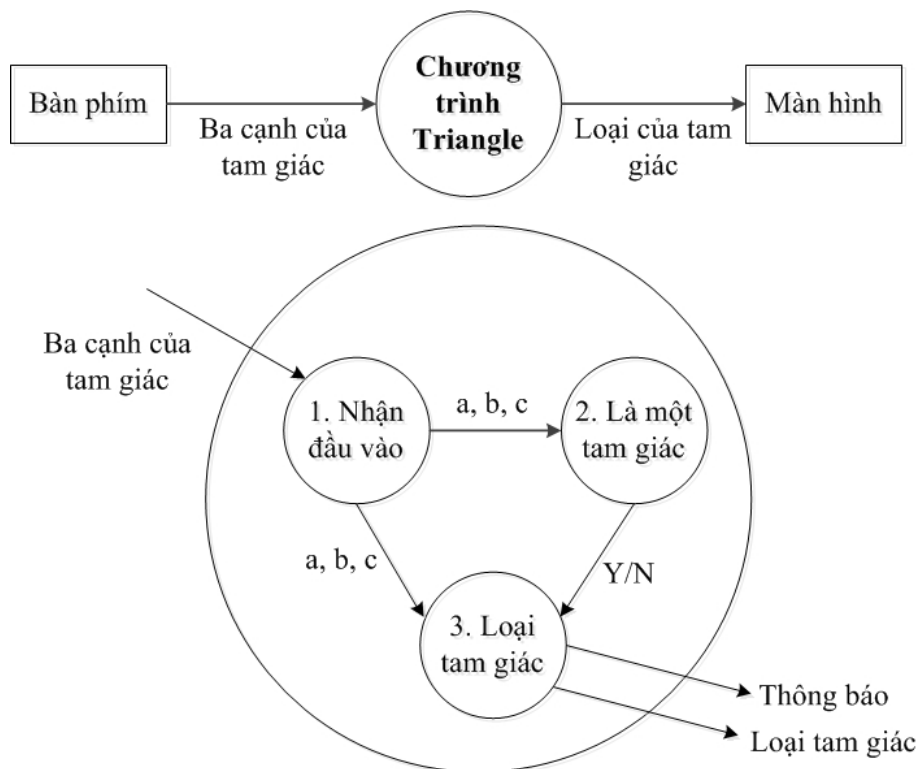 Bàn phím
Ba cạnh của
tam giác
Chương
trình
Triangle
Loại của tam
giác
Màn hình
Ba cạnh của
tam giác
1. Nhận
đầu vào
a, b, c
2. Là một
tam giác
a, b, c
Y/N
3. Loại
tam giác
Thông báo
Loại tam giác